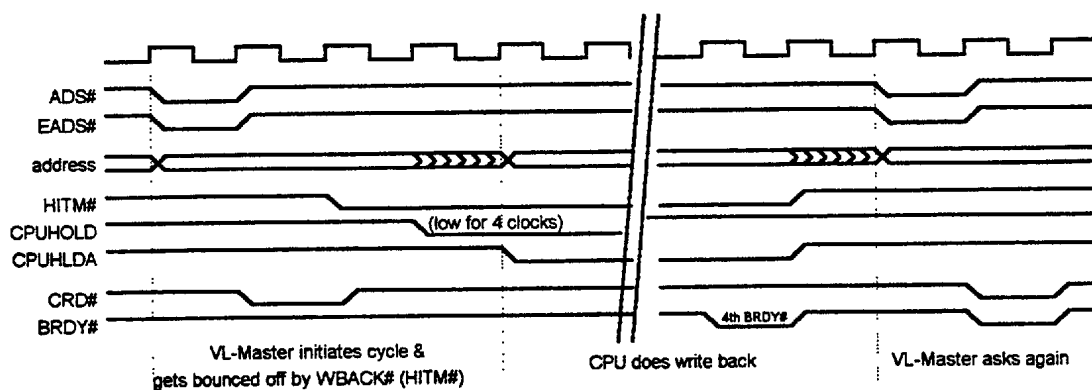 ADS#
EADS#
address
HITM#
CPUHOLD
(low for 4 clocks)
CPUHLDA
CRD#
BRDY#
4th BRDY#
VL-Master initiates cycle &
gets bounced off by WBACK# (HITM#)
CPU does write back
VL-Master asks again